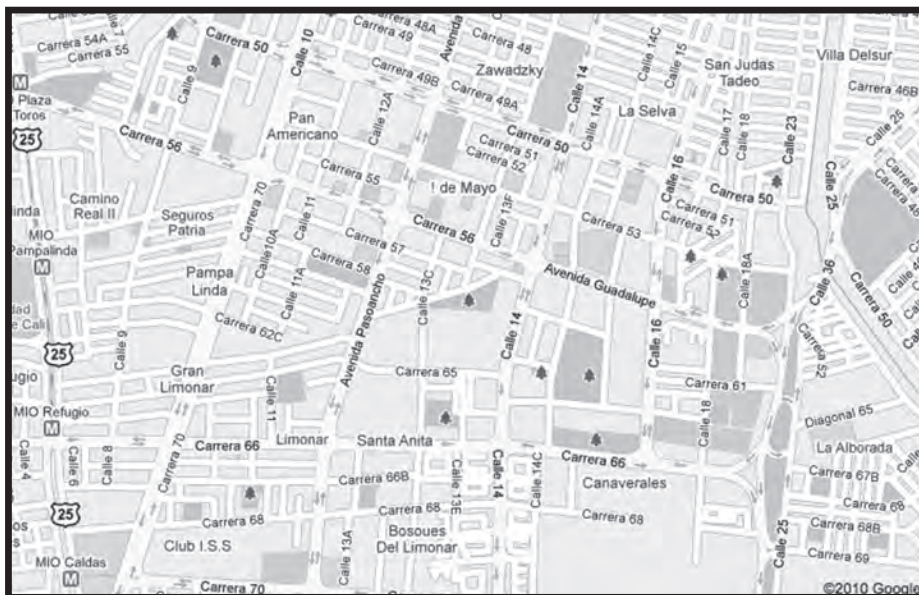 Carrera 54A
Carrera 55
Carrera 50
Calle 9
Calle 10
Carrera 48A
Carrera 49
Avenida
Carrera 48
Carrera 49B
Carrera 49A
Zawadzky
Calle 14
Calle 14C
Calle 15
San Judas
Tadeo
Villa Delsur
Carrera 46B
Calle 25
Plaza
Toros
25
Carrera 56
Pan
Americano
Calle 12A
Carrera 51
Carrera 52
Carrera 50
Calle 14A
La Selva
Calle 16
Calle 17
Calle 18
Calle 23
Carrera 50
Carrera 51
Carrera 55
! de Mayo
Camino
Real II
MIO
Pampalinda
Seguros
Patria
Carrera 70
Calle 11
Calle 10A
Calle 11A
Carrera 57
Carrera 58
Carrera 56
Calle 13F
Calle 13C
Carrera 53
Avenida Guadalupe
Calle 18A
Calle 25
Calle 36
Carrera 50
Pampa
Linda
Carrera 62C
Avenida Pasoancho
Calle 14
Calle 16
de Cali
25
Calle 9
Gran
Limonar
Calle 11
Carrera 65
Carrera 61
Calle 18
Carrera 52
Diagonal 65
MIO Refugio
Calle 4
Calle 8
Carrera 70
Carrera 66
Limonar
Santa Anita
Carrera 66
La Alborada
Carrera 66B
Calle 13E
Calle 14
Calle 14C
Canaverales
Carrera 67B
25
Carrera 68
Carrera 68
Carrera 68
Carrera 68
Carrera 68B
Carrera 69
Club I.S.S
Calle 13A
Bosques
Del Limonar
Calle 25
MIO Caldas
Carrera 70
©2010 Google